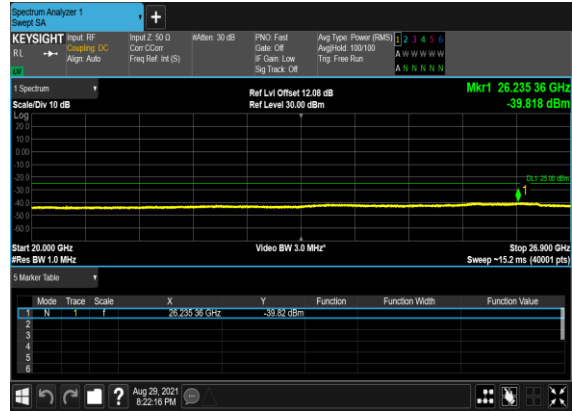 Spectrum Analyzer 1
Swept SA
+
KEYSIGHT Input: RF Input Z: 50 Ω #Atten: 30 dB PNO: Fast Avg Type: Power (RMS) 1 2 3 4 5 6
RL Coupling: DC Corr CCorr Gate: Off Avg|Hold: 100/100 A W W W W W
Align: Auto Freq Ref: Int (S) IF Gain: Low Trig: Free Run
Sig Track: Off A N N N N N
1 Spectrum Ref Lvl Offset 12.08 dB Mkr1 26.235 36 GHz
Scale/Div 10 dB Ref Level 30.00 dBm -39.818 dBm
Log
20.0
10.0
0.00
-10.0
-20.0
DL1 -25.00 dBm
-30.0
1
-40.0
-50.0
-60.0
Start 20.000 GHz Video BW 3.0 MHz* Stop 26.900 GHz
#Res BW 1.0 MHz Sweep ~15.2 ms (40001 pts)
5 Marker Table
Mode Trace Scale X Y Function Function Width Function Value
1 N 1 f 26.235 36 GHz -39.82 dBm
2
3
4
5
6
? Aug 29, 2021
8:22:16 PM